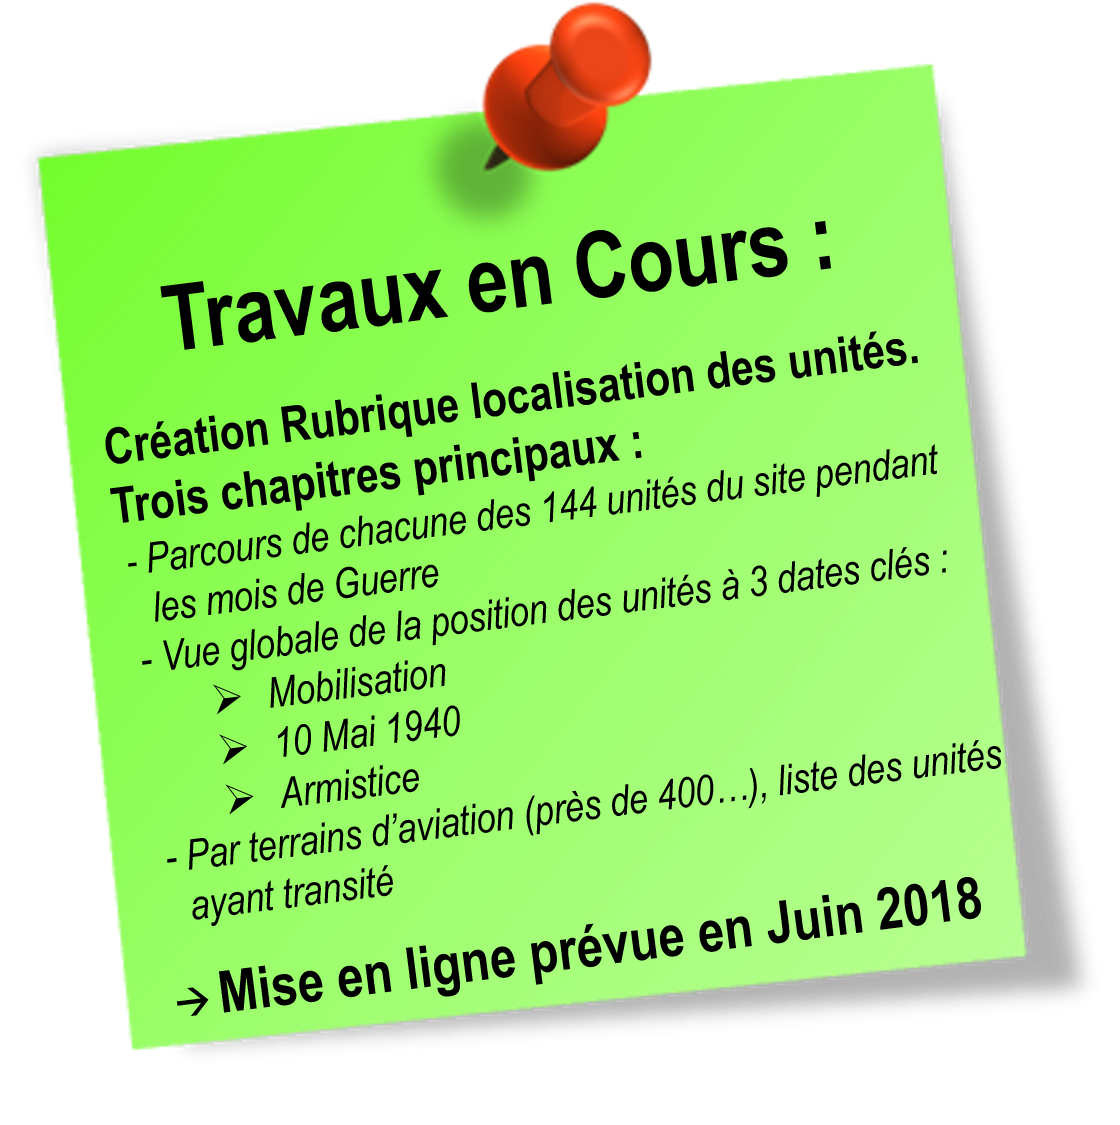 Travaux en Cours :
Création Rubrique localisation des unités.
Trois chapitres principaux :
- Parcours de chacune des 144 unités du site pendant
les mois de Guerre
- Vue globale de la position des unités à 3 dates clés :
➢ Mobilisation
➢ 10 Mai 1940
➢ Armistice
- Par terrains d’aviation (près de 400…), liste des unités
ayant transité
→ Mise en ligne prévue en Juin 2018